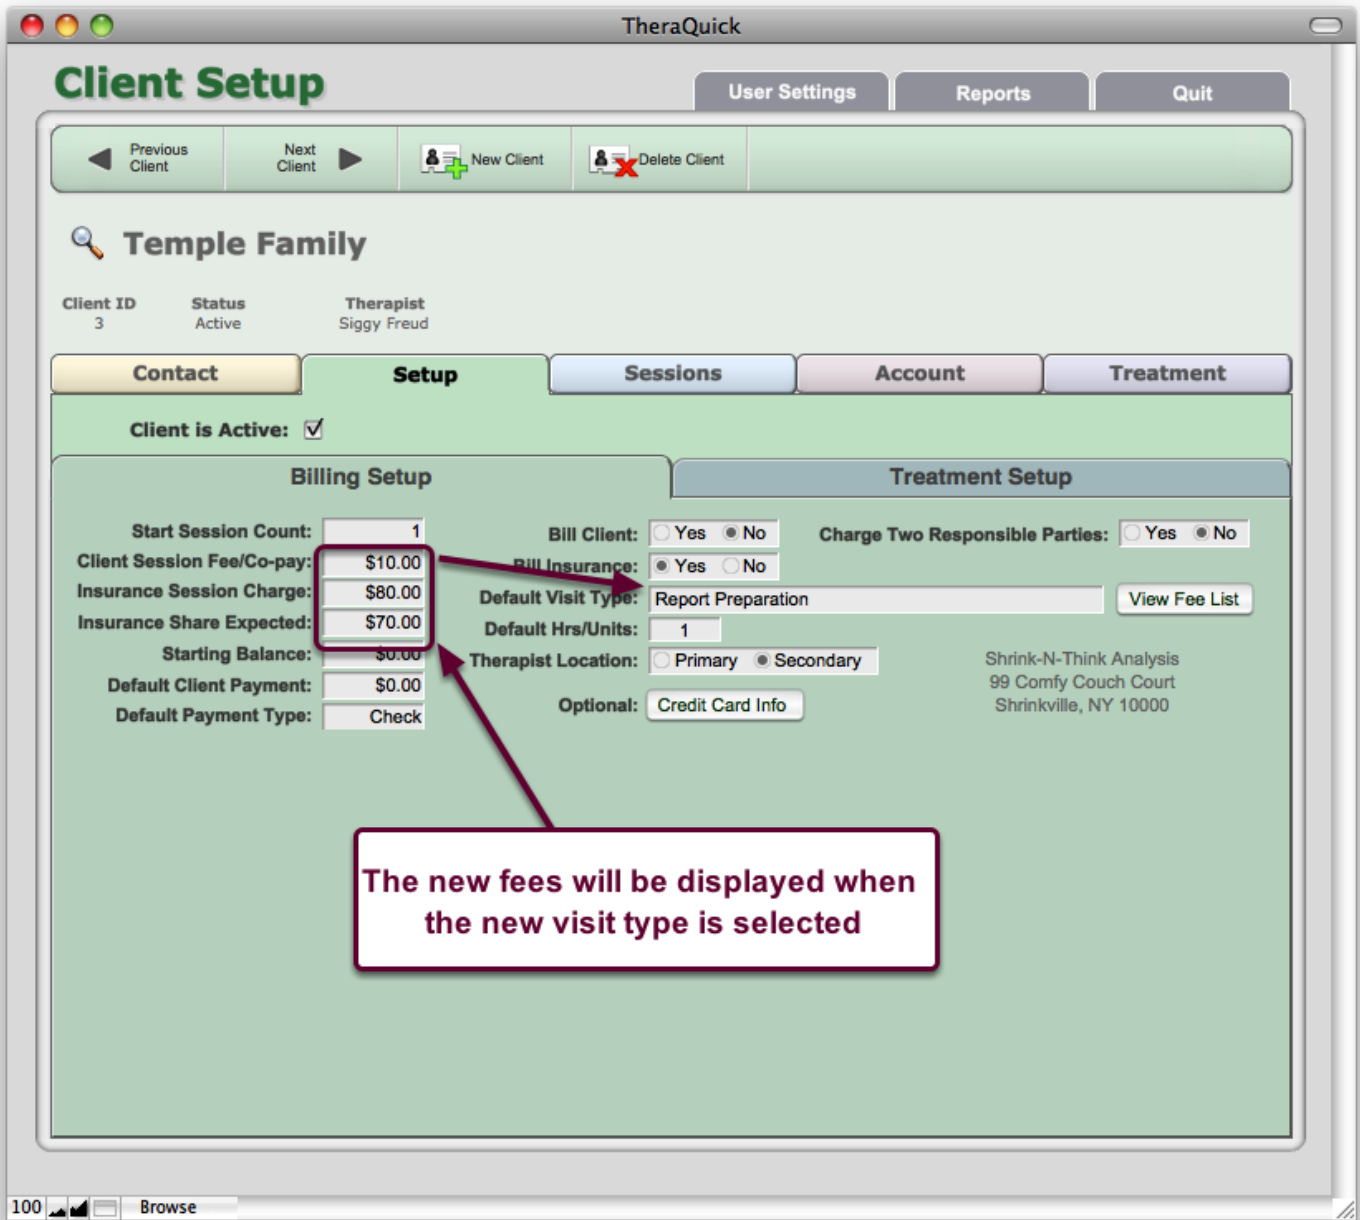 TheraQuick
Client Setup
User Settings
Reports
Quit
Previous
Client
Next
Client
New Client
Delete Client
Temple Family
Client ID
3
Status
Active
Therapist
Siggy Freud
Contact
Setup
Sessions
Account
Treatment
Client is Active:
Billing Setup
Treatment Setup
Start Session Count: 1
Client Session Fee/Co-pay: $10.00
Insurance Session Charge: $80.00
Insurance Share Expected: $70.00
Starting Balance: $0.00
Default Client Payment: $0.00
Default Payment Type: Check
Bill Client: Yes No
Bill Insurance: Yes No
Default Visit Type: Report Preparation
Default Hrs/Units: 1
Therapist Location: Primary Secondary
Optional: Credit Card Info
Charge Two Responsible Parties: Yes No
View Fee List
Shrink-N-Think Analysis
99 Comfy Couch Court
Shrinkville, NY 10000
The new fees will be displayed when
the new visit type is selected
100 Browse